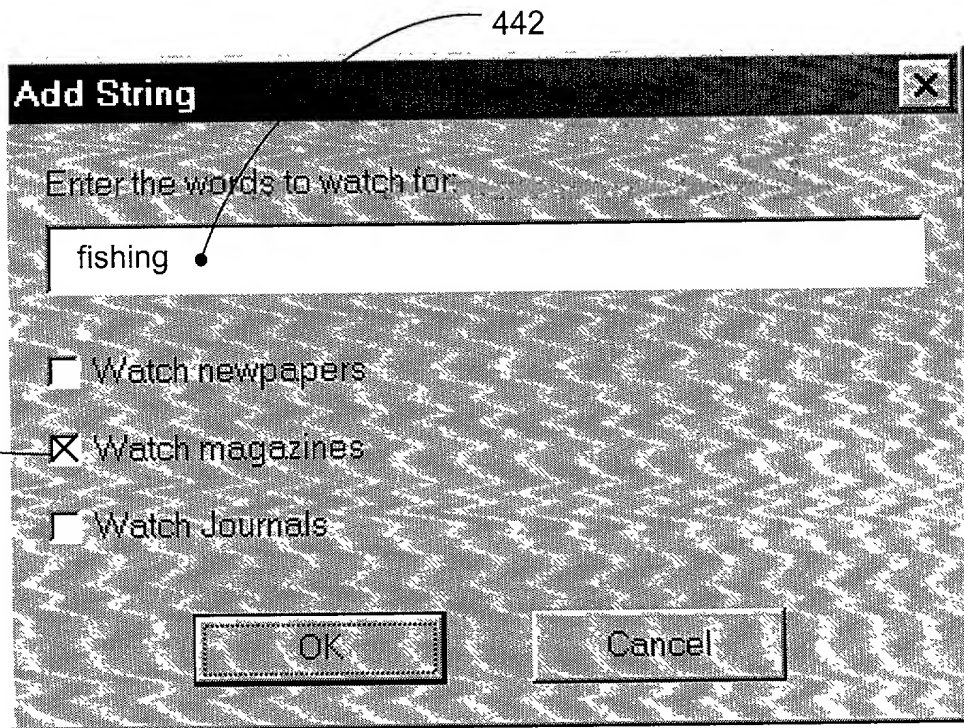 442
Add String
Enter the words to watch for:
fishing
Watch newpapers
Watch magazines
Watch Journals
OK
Cancel